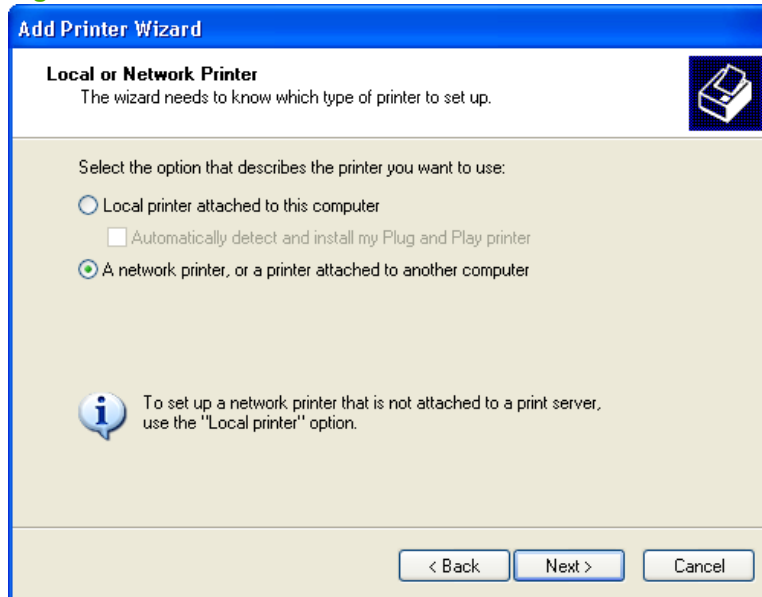 Add Printer Wizard
Local or Network Printer
The wizard needs to know which type of printer to set up.
Select the option that describes the printer you want to use:
Local printer attached to this computer
Automatically detect and install my Plug and Play printer
A network printer, or a printer attached to another computer
To set up a network printer that is not attached to a print server,
use the "Local printer" option.
< Back Next > Cancel